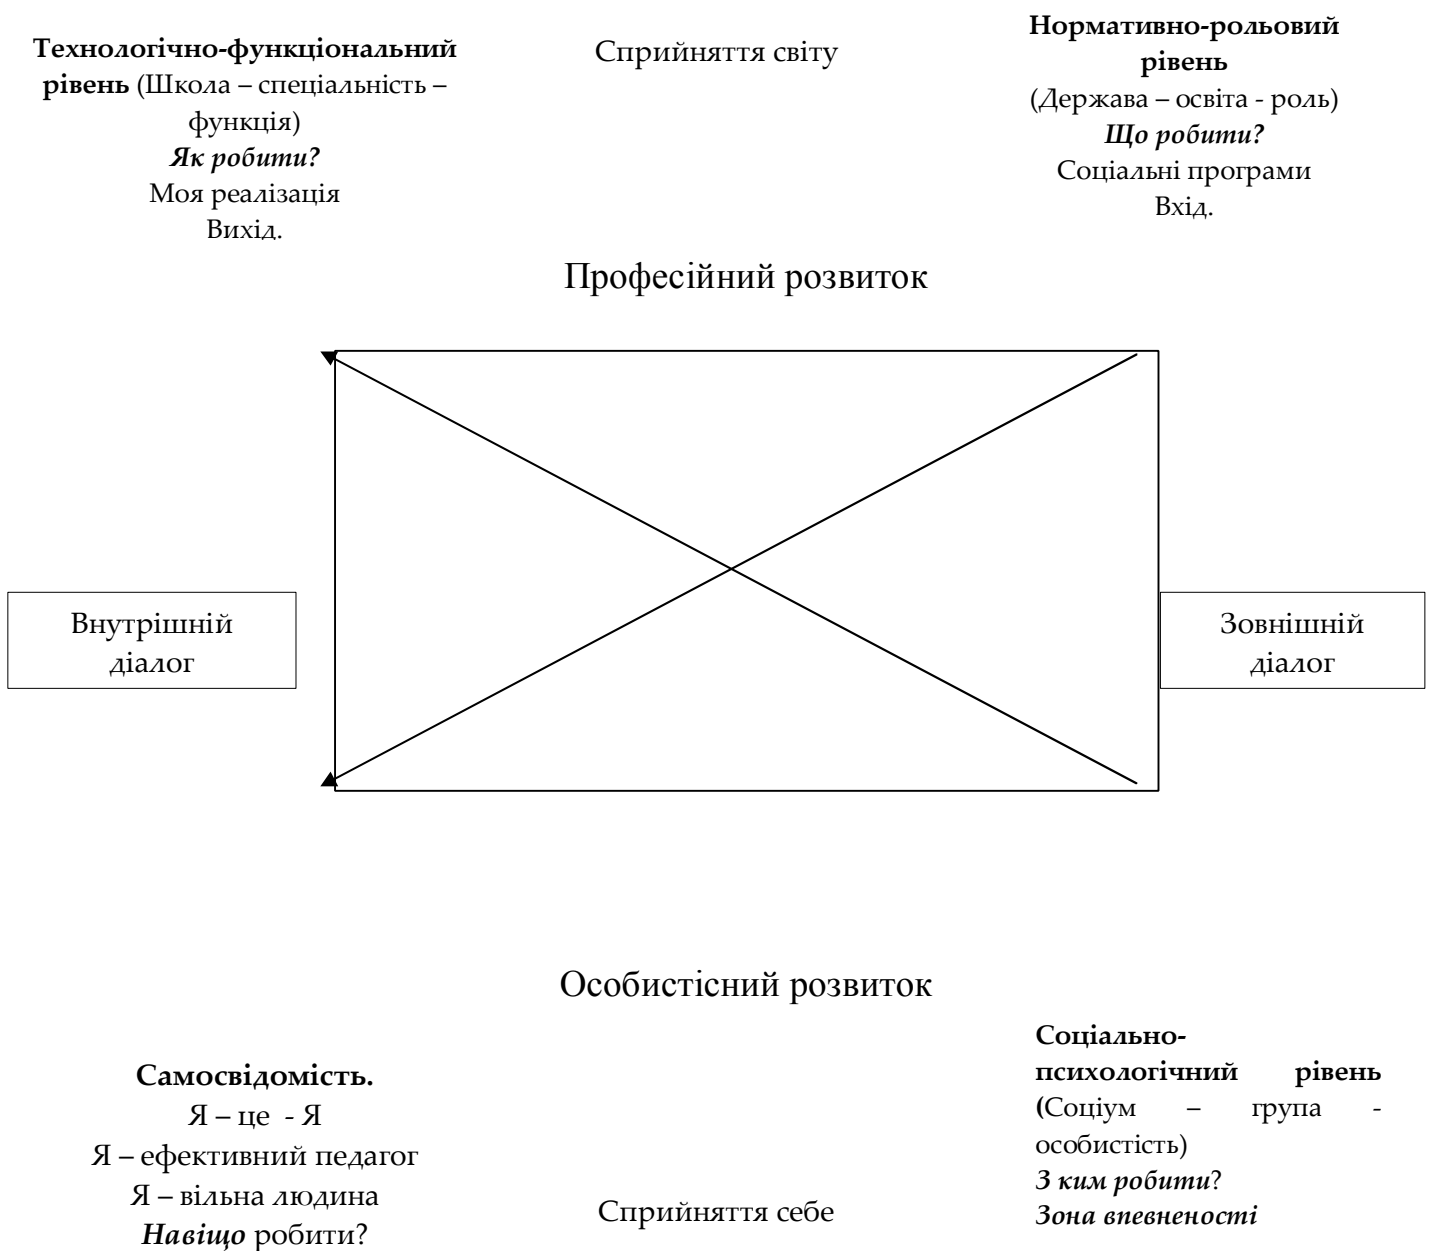 Технологічно-функціональний
рівень (Школа – спеціальність –
функція)
Як робити?
Моя реалізація
Вихід.
Сприйняття світу
Нормативно-рольовий
рівень
(Держава – освіта - роль)
Що робити?
Соціальні програми
Вхід.
Професійний розвиток
Внутрішній
діалог
Зовнішній
діалог
Особистісний розвиток
Самосвідомість.
Я – це - Я
Я – ефективний педагог
Я – вільна людина
Навіщо робити?
Сприйняття себе
Соціально-
психологічний рівень
(Соціум – група -
особистість)
З ким робити?
Зона впевненості